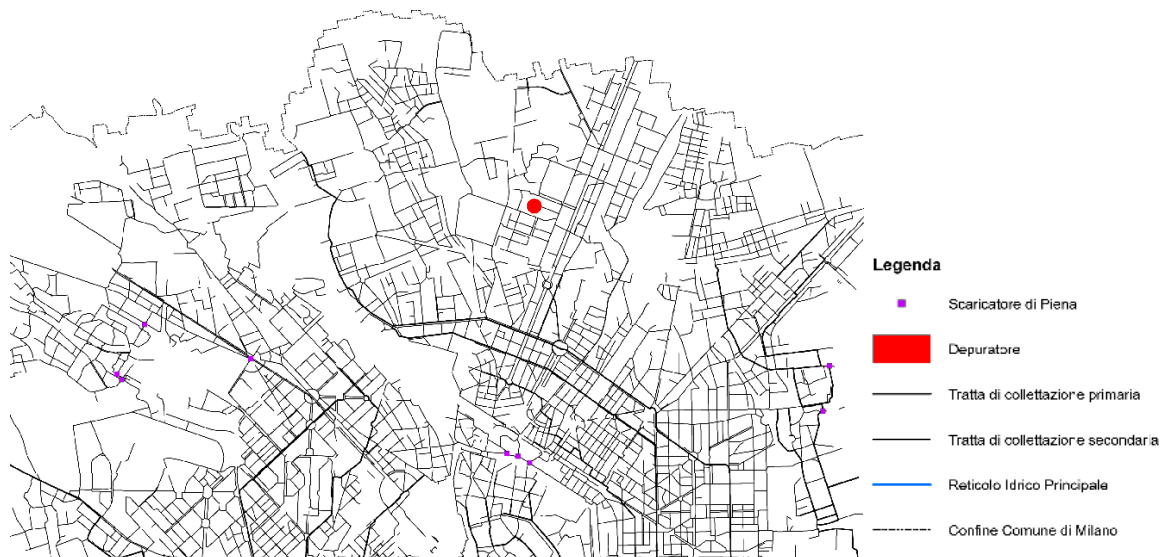 Legenda
Scaricatore di Piena
Depuratore
Tratta di collettazione primaria
Tratta di collettazione secondaria
Reticolo Idrico Principale
Confine Comune di Milano